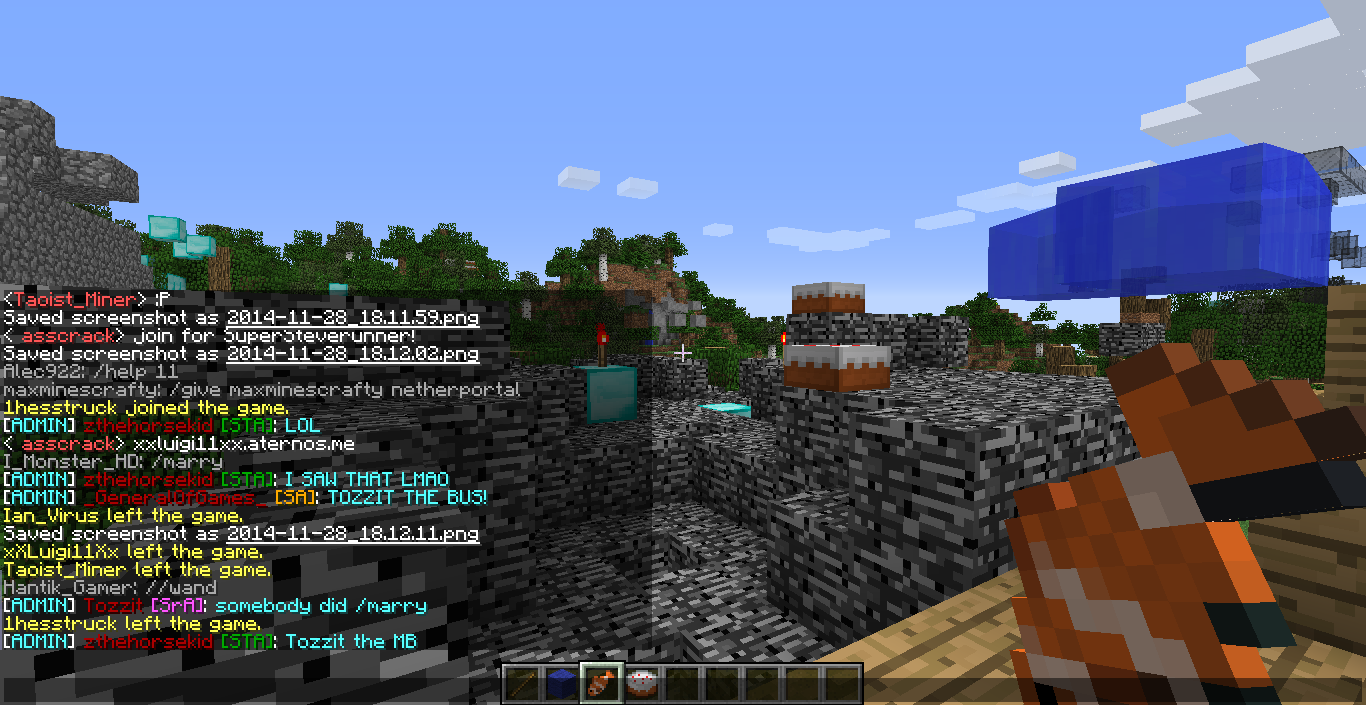 <Taoist_Miner> ;P
Saved screenshot as 2014-11-28_18.11.59.png
< asscrack> join for SuperSteverunner!
Saved screenshot as 2014-11-28_18.12.02.png
Alec922: /help 11
maxminescrafty: /give maxminescrafty netherportal
1hesstruck joined the game.
[ADMIN] zthehorsekid [STA]: LOL
< asscrack> xxluigi11xx.aternos.me
I_Monster_HD: /marry
[ADMIN] zthehorsekid [STA]: I SAW THAT LMAO
[ADMIN] _GeneralOfGames_ [SA]: TOZZIT THE BUS!
Ian_Virus left the game.
Saved screenshot as 2014-11-28_18.12.11.png
xXLuigi11Xx left the game.
Taoist_Miner left the game.
Hantik_Gamer: //wand
[ADMIN] Tozzit [SrA]: somebody did /marry
1hesstruck left the game.
[ADMIN] zthehorsekid [STA]: Tozzit the MB